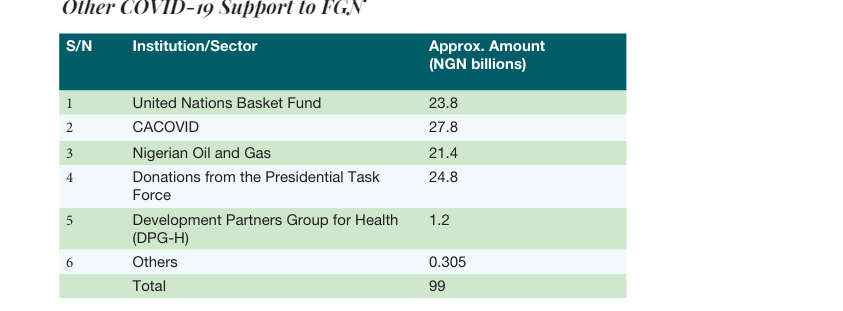 Other COVID-19 Support to FGN
S/N Institution/Sector Approx. Amount
(NGN billions)
1 United Nations Basket Fund 23.8
2 CACOVID 27.8
3 Nigerian Oil and Gas 21.4
4 Donations from the Presidential Task 24.8
Force
5 Development Partners Group for Health 1.2
(DPG-H)
6 Others 0.305
Total 99